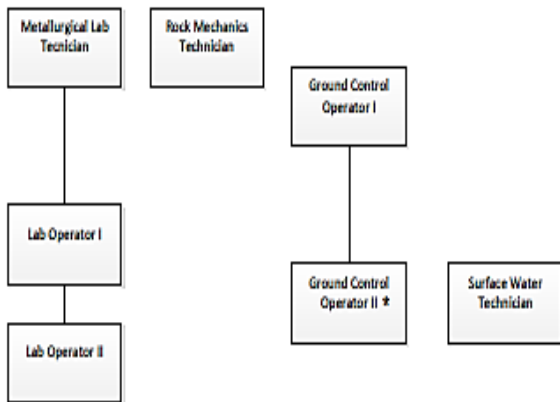 Metallurgical Lab
Tecnician
Rock Mechanics
Technician
Ground Control
Operator I
Lab Operator I
Ground Control
Operator II *
Surface Water
Technician
Lab Operator II